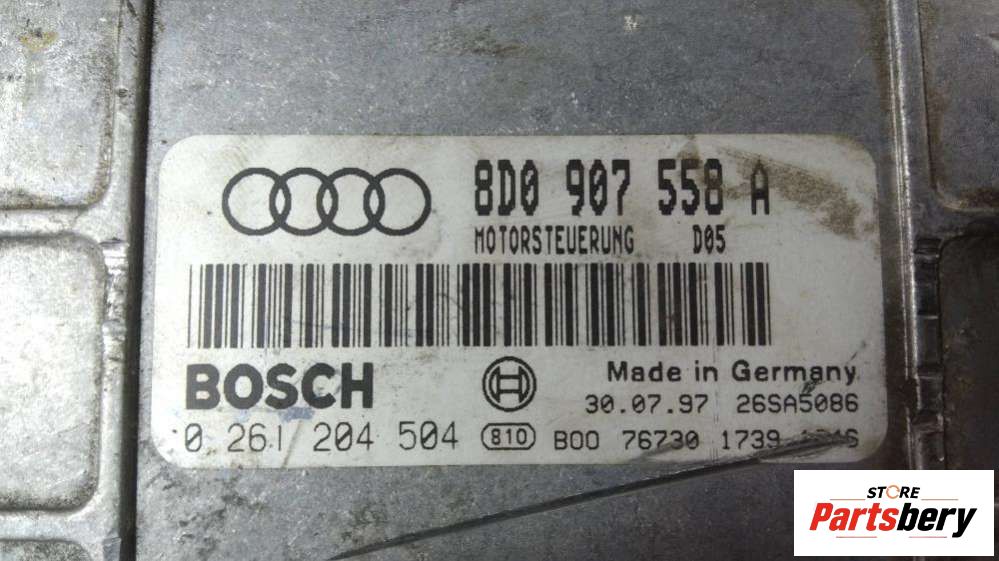 8D0 907 558 A
MOTORSTEUERUNG D05
BOSCH
Made in Germany
30.07.97 26SA5086
0 261 204 504 810 B00 76730 1739
STORE
Partsbery